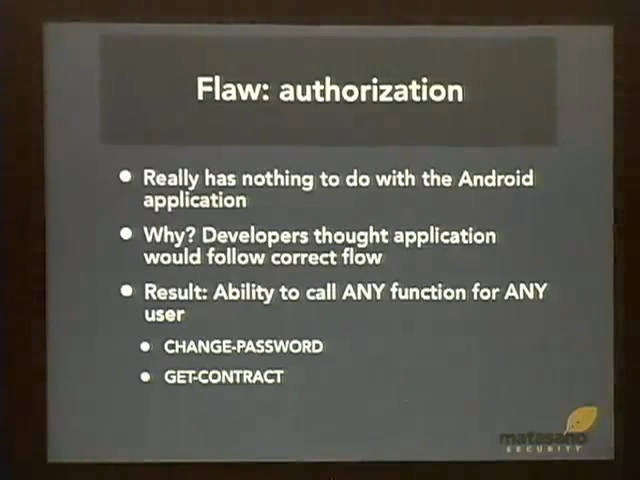 Flaw: authorization
• Really has nothing to do with the Android
application
• Why? Developers thought application
would follow correct flow
• Result: Ability to call ANY function for ANY
user
• CHANGE-PASSWORD
• GET-CONTRACT
matasano
SECURITY